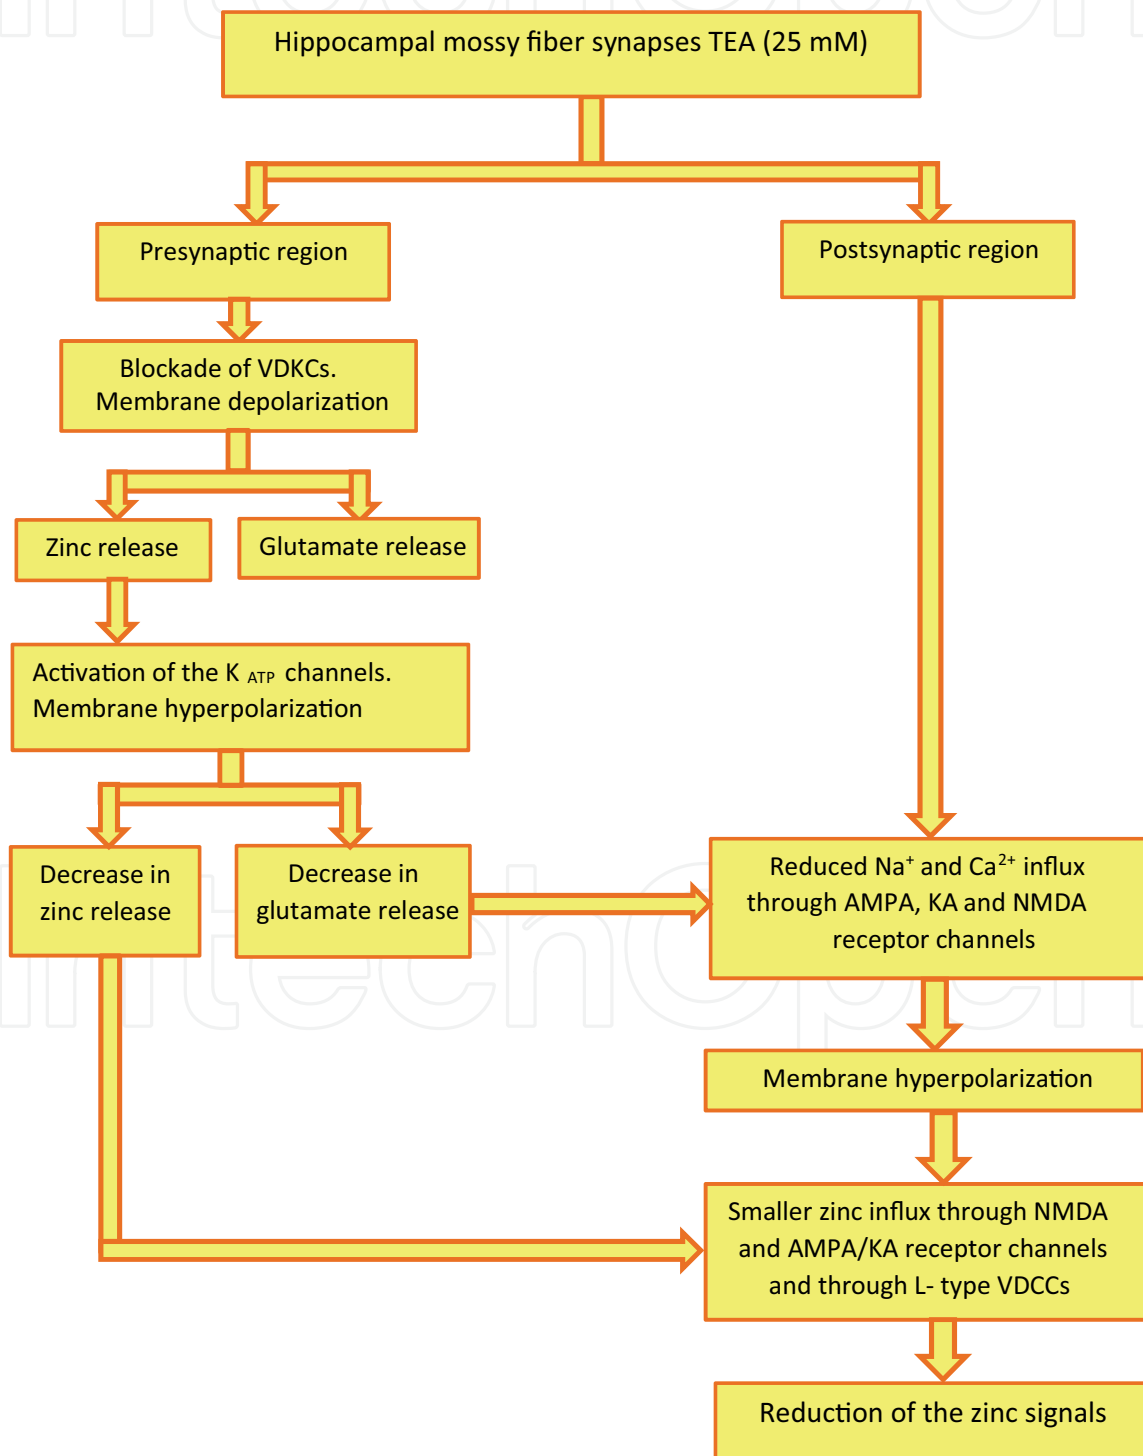 Hippocampal mossy fiber synapses TEA (25 mM)
Presynaptic region
Postsynaptic region
Blockade of VDKCs.
Membrane depolarization
Zinc release
Glutamate release
Activation of the K ATP channels.
Membrane hyperpolarization
Decrease in
zinc release
Decrease in
glutamate release
Reduced Na⁺ and Ca²⁺ influx
through AMPA, KA and NMDA
receptor channels
Membrane hyperpolarization
Smaller zinc influx through NMDA
and AMPA/KA receptor channels
and through L- type VDCCs
Reduction of the zinc signals
IntechOpen